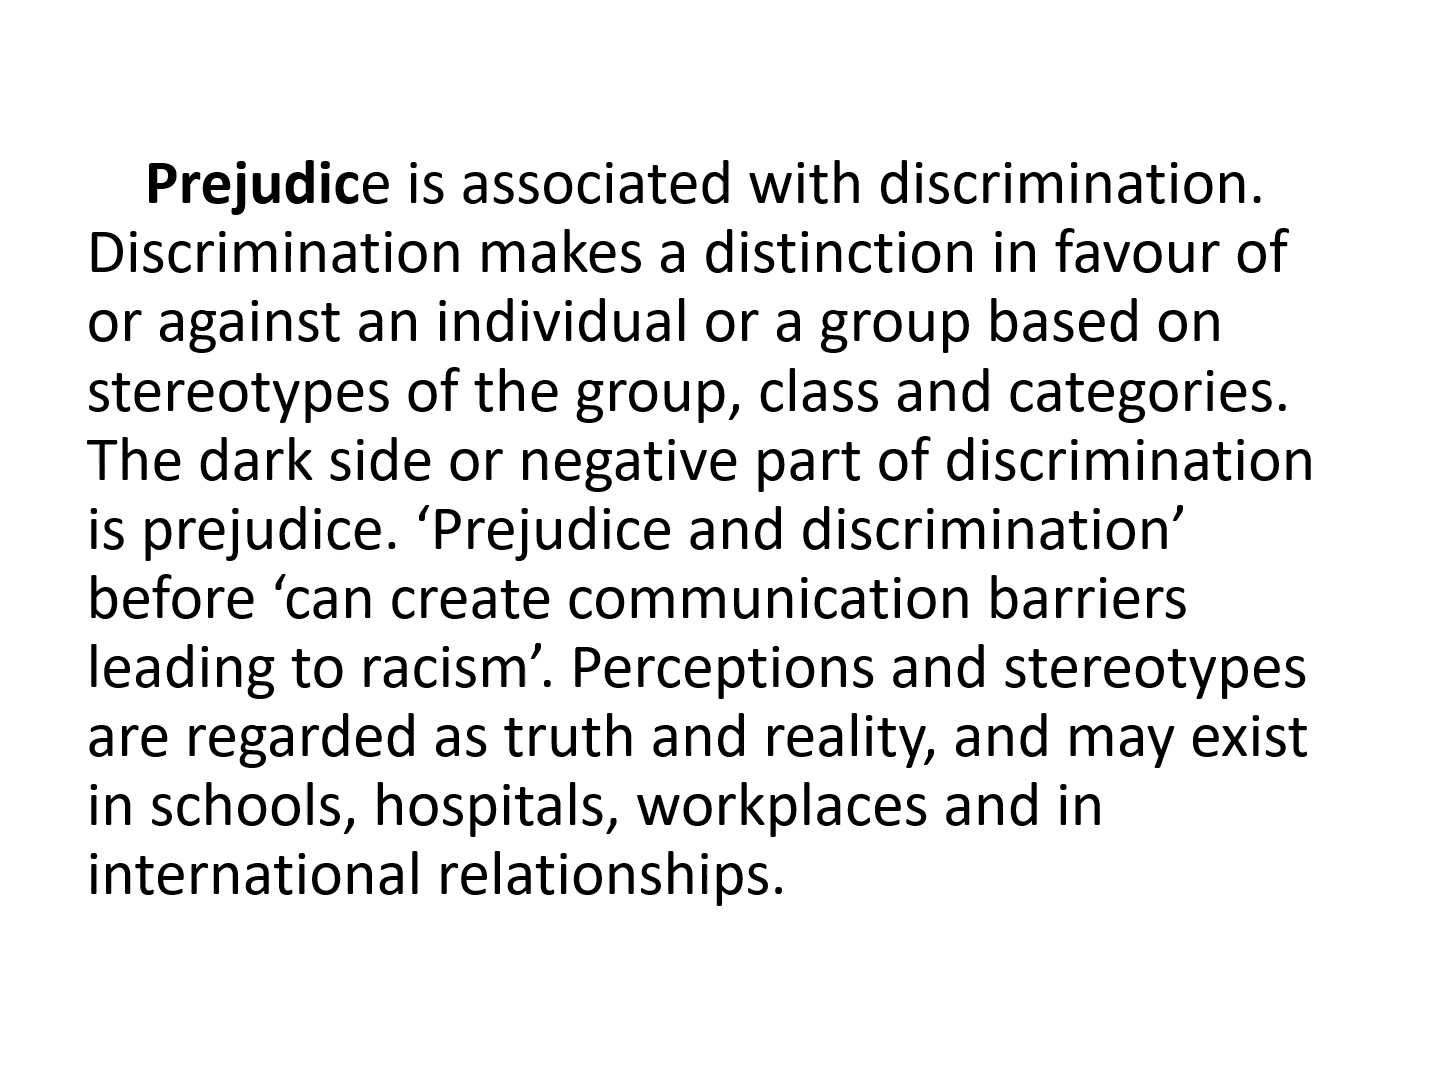 Prejudice is associated with discrimination.
Discrimination makes a distinction in favour of
or against an individual or a group based on
stereotypes of the group, class and categories.
The dark side or negative part of discrimination
is prejudice. ‘Prejudice and discrimination’
before ‘can create communication barriers
leading to racism’. Perceptions and stereotypes
are regarded as truth and reality, and may exist
in schools, hospitals, workplaces and in
international relationships.